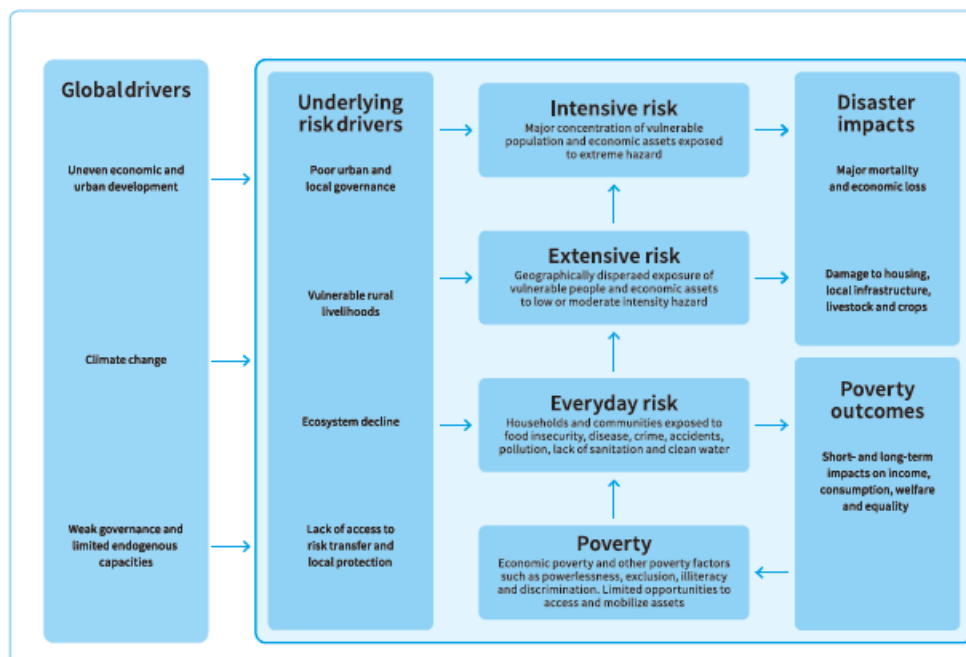 Global drivers
Uneven economic and
urban development
Climate change
Weak governance and
limited endogenous
capacities
Underlying
risk drivers
Poor urban and
local governance
Vulnerable rural
livelihoods
Ecosystem decline
Lack of access to
risk transfer and
local protection
Intensive risk
Major concentration of vulnerable
population and economic assets exposed
to extreme hazard
Extensive risk
Geographically disperaed exposure of
vulnerable people and economic assets
to low or moderate intensity hazard
Everyday risk
Households and communities exposed to
food insecurity, disease, crime, accidents,
pollution, lack of sanitation and clean water
Poverty
Economic poverty and other poverty factors
such as powerlessness, exclusion, illiteracy
and discrimination. Limited opportunities to
access and mobilize assets
Disaster
impacts
Major mortality
and economic loss
Damage to housing,
local infrastructure,
livestock and crops
Poverty
outcomes
Short- and long-term
impacts on income,
consumption, welfare
and equality